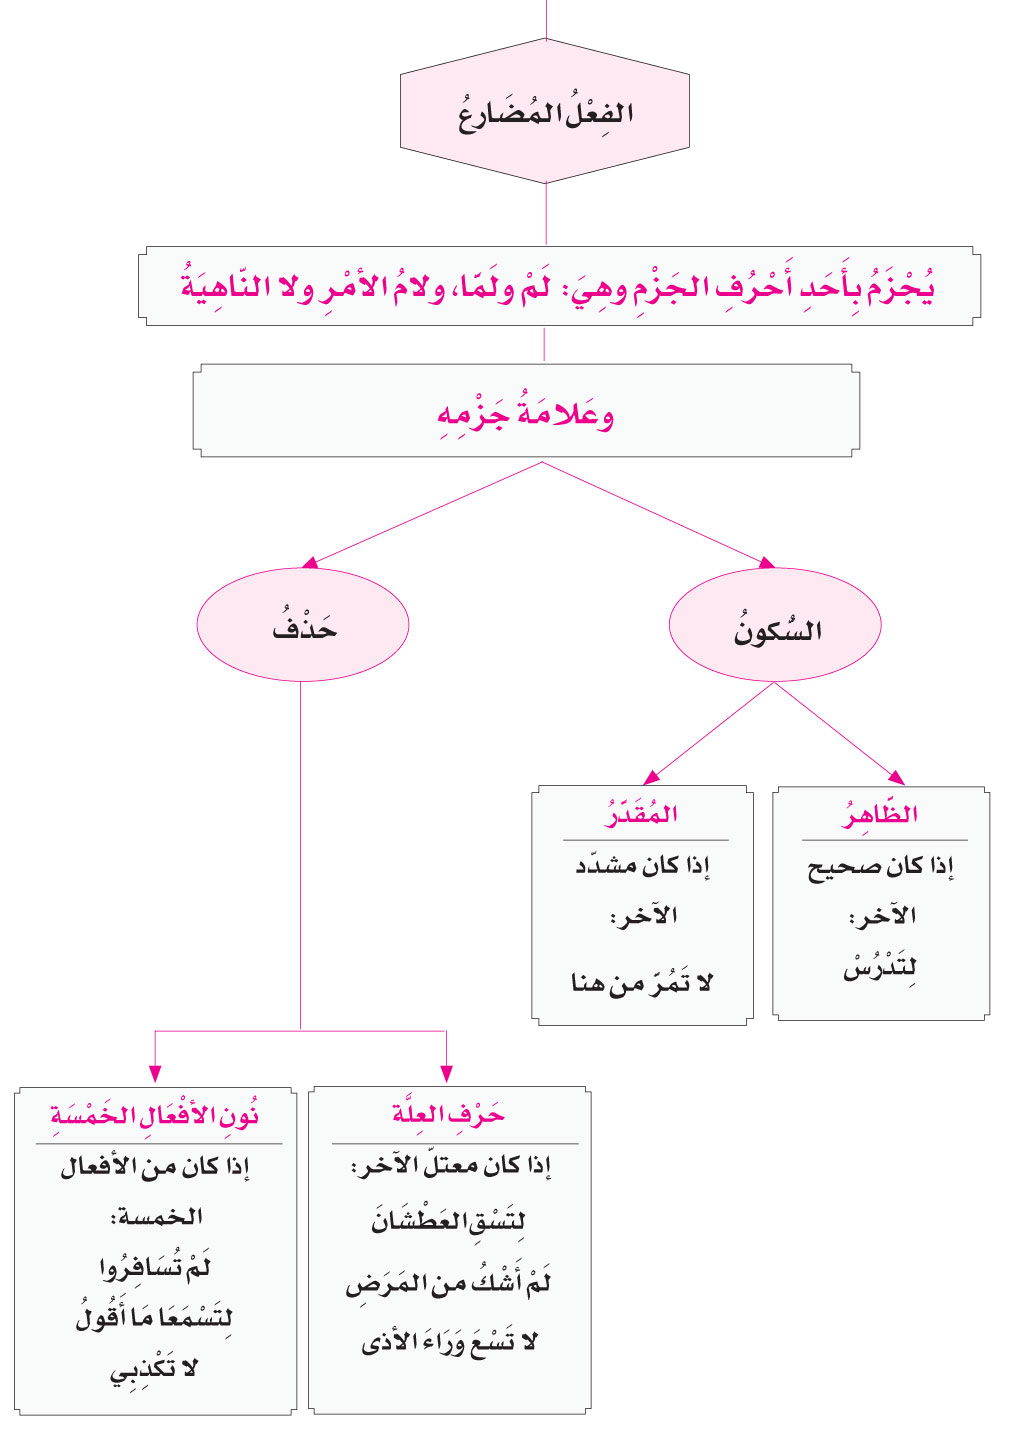 الفِعْلُ المُضَارِعُ
يُجْزَمُ بِأَحَدِ أَحْرُفِ الجَزْمِ وهِيَ: لَمْ ولَمّا، ولامُ الأمْرِ ولا النّاهِيَةُ
وعَلامَةُ جَزْمِهِ
السُّكونُ
حَذْفُ
الظّاهِرُ
إذا كان صحيح
الآخر:
لِتَدْرُسْ
المُقَدّرُ
إذا كان مشدّد
الآخر:
لا تَمُرّ من هنا
حَرْفِ العِلَّة
إذا كان معتلّ الآخر:
لِتَسْقِ العَطْشَانَ
لَمْ أَشْكُ من المَرَضِ
لا تَسْعَ وَرَاءَ الأذى
نُونِ الأفْعَالِ الخَمْسَةِ
إذا كان من الأفعال
الخمسة:
لَمْ تُسَافِرُوا
لِتَسْمَعَا مَا أَقُولُ
لا تَكْذِبِي